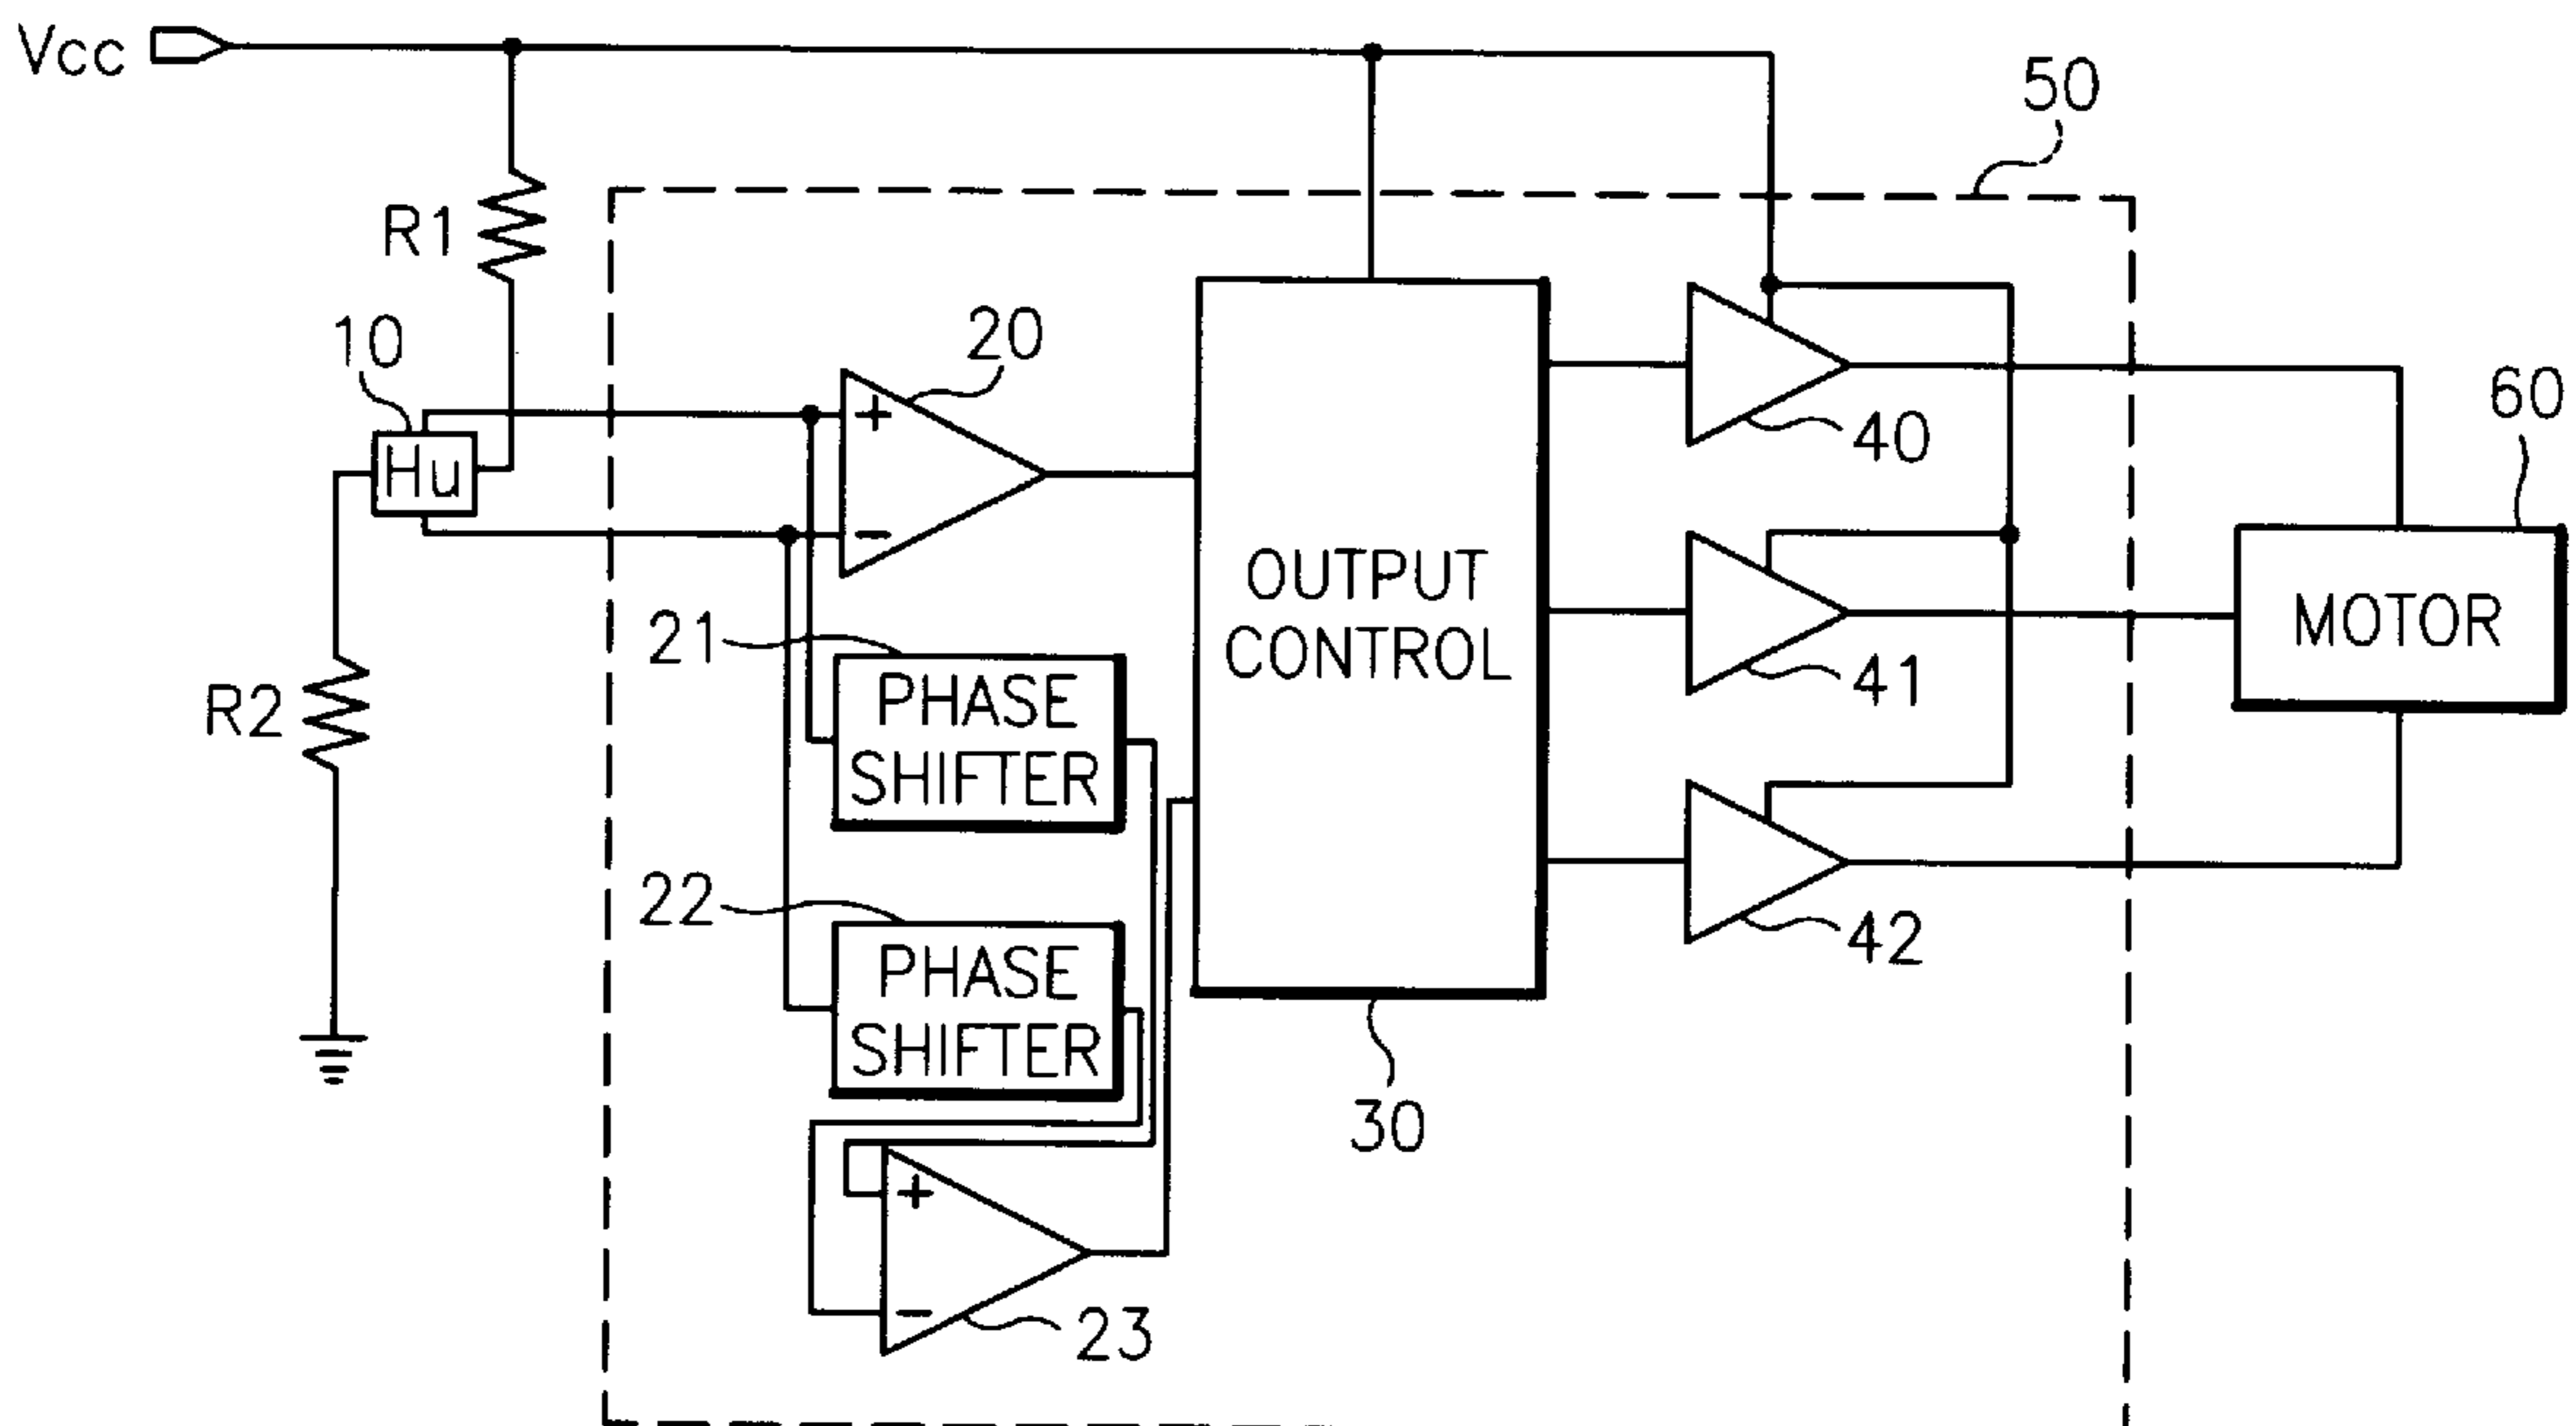 Vcc
50
R1
10
20
Hu
+
−
40
60
OUTPUT
CONTROL
MOTOR
21
PHASE
SHIFTER
41
R2
22
PHASE
SHIFTER
42
30
+
−
23